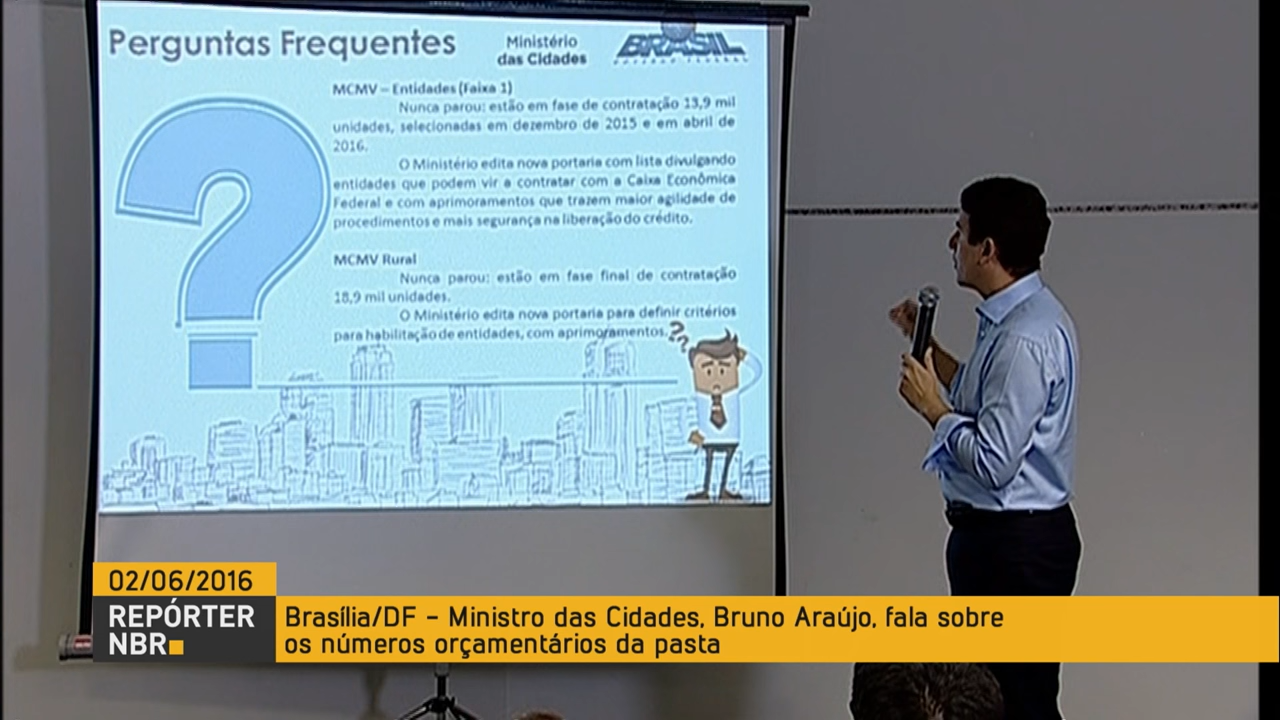 Perguntas Frequentes
Ministério
das Cidades
BRASIL
GOVERNO FEDERAL
MCMV – Entidades (Faixa 1)
Nunca parou: estão em fase de contratação 13,9 mil
unidades, selecionadas em dezembro de 2015 e em abril de
2016.
O Ministério edita nova portaria com lista divulgando
entidades que podem vir a contratar com a Caixa Econômica
Federal e com aprimoramentos que trazem maior agilidade de
procedimentos e mais segurança na liberação do crédito.
MCMV Rural
Nunca parou: estão em fase final de contratação
18,9 mil unidades.
O Ministério edita nova portaria para definir critérios
para habilitação de entidades, com aprimoramentos.
02/06/2016
REPÓRTER
NBR
Brasília/DF – Ministro das Cidades, Bruno Araújo, fala sobre
os números orçamentários da pasta